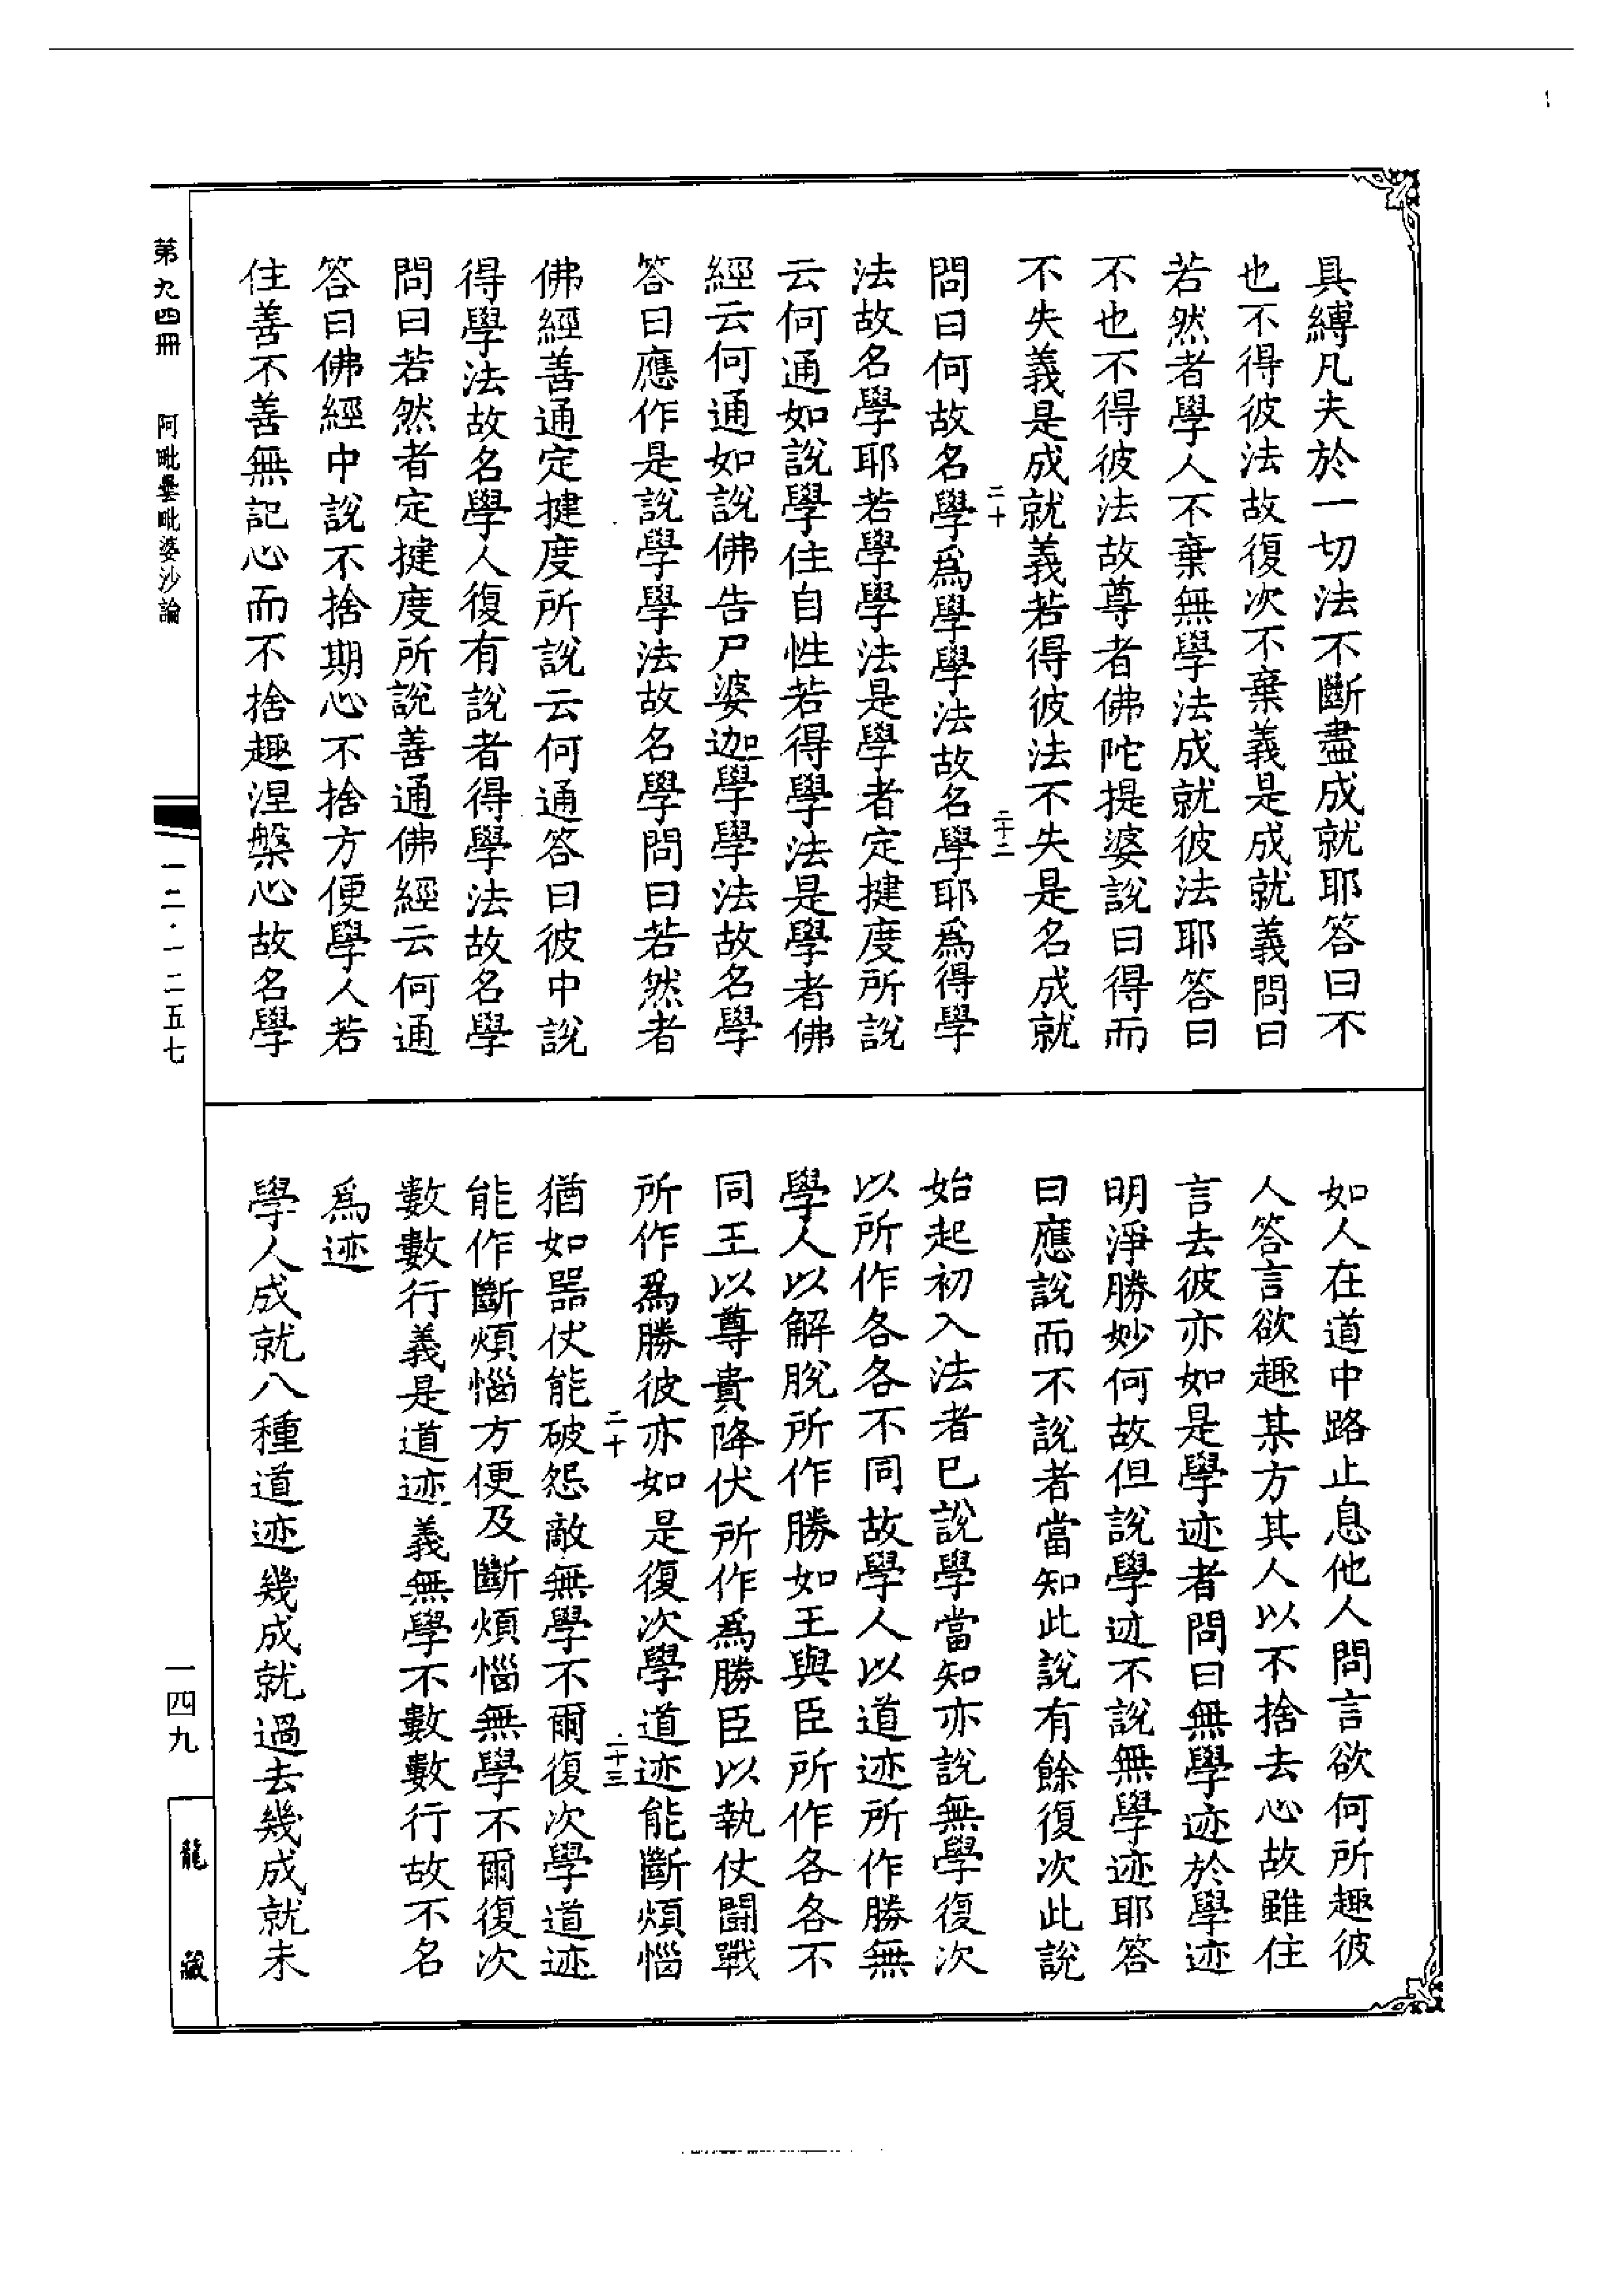 具縛凡夫於一切法不斷盡成就耶答曰不
也不得彼法故復次不棄義是成就義問曰
若然者學人不棄無學法成就彼法耶答曰
不也不得彼法故尊者佛陀提婆說曰得而
不失義是成就義若得彼法不失是名成就
二十
二十二
問曰何故名學為學學法故名學耶為得學
法故名學耶若學學法是學者定揵度所說
云何通如說學住自性若得學法是學者佛
經云何通如說佛告尸婆迦學學法故名學
答曰應作是說學學法故名學問曰若然者
佛經善通定揵度所說云何通答曰彼中說
得學法故名學人復有說者得學法故名學
問曰若然者定揵度所說善通佛經云何通
答曰佛經中說不捨期心不捨方便學人若
住善不善無記心而不捨趣涅槃心故名學
如人在道中路止息他人問言欲何所趣彼
人答言欲趣某方其人以不捨去心故雖住
言去彼亦如是學迹者問曰無學迹於學迹
明淨勝妙何故但說學迹不說無學迹耶答
曰應說而不說者當知此說有餘復次此說
始起初入法者已說學當知亦說無學復次
以所作各各不同故學人以道迹所作勝無
學人以解脫所作勝如王與臣所作各各不
同王以尊貴降伏所作為勝臣以執仗鬪戰
所作為勝彼亦如是復次學道迹能斷煩惱
二十
二十三
猶如器仗能破怨敵無學不爾復次學道迹
能作斷煩惱方便及斷煩惱無學不爾復次
數數行義是道迹義無學不數數行故不名
為迹
學人成就八種道迹幾成就過去幾成就未
第九四冊 阿毗曇毗婆沙論
一二·一二五七
一四九
龍藏